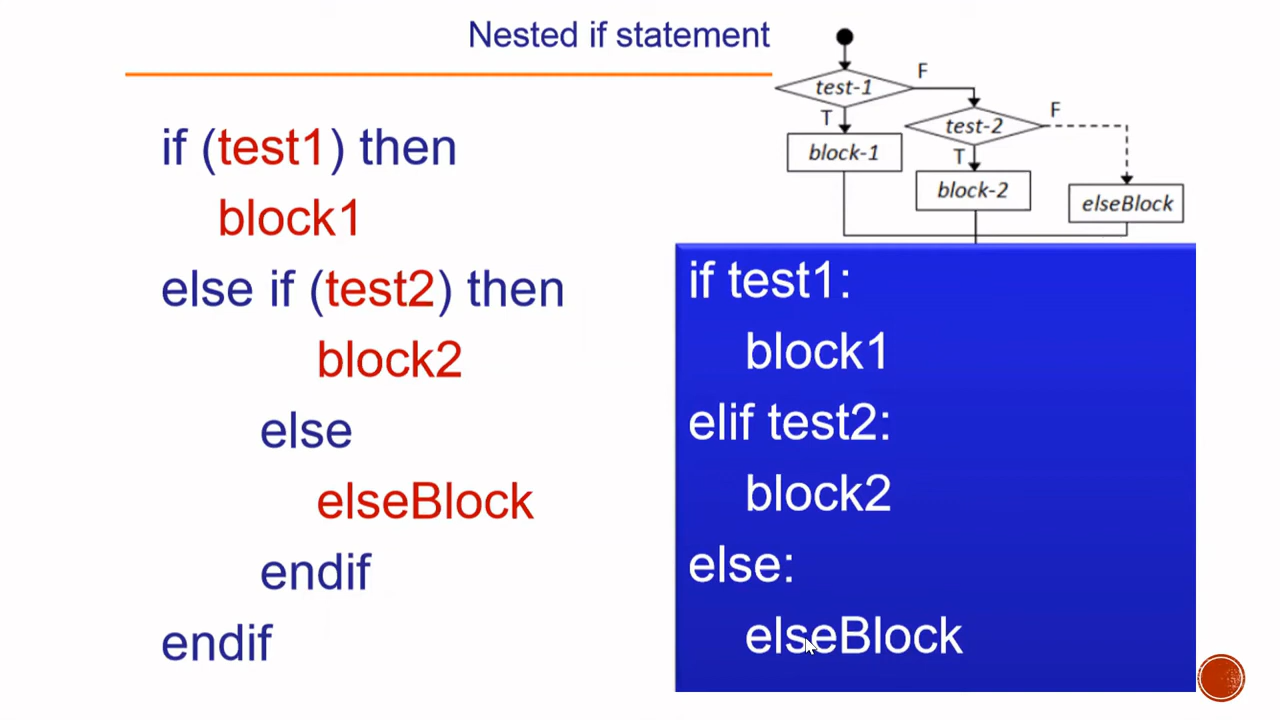 Nested if statement
if (test1) then
block1
else if (test2) then
block2
else
elseBlock
endif
endif
test-1
F
T
test-2
F
block-1
T
block-2
elseBlock
if test1:
block1
elif test2:
block2
else:
elseBlock